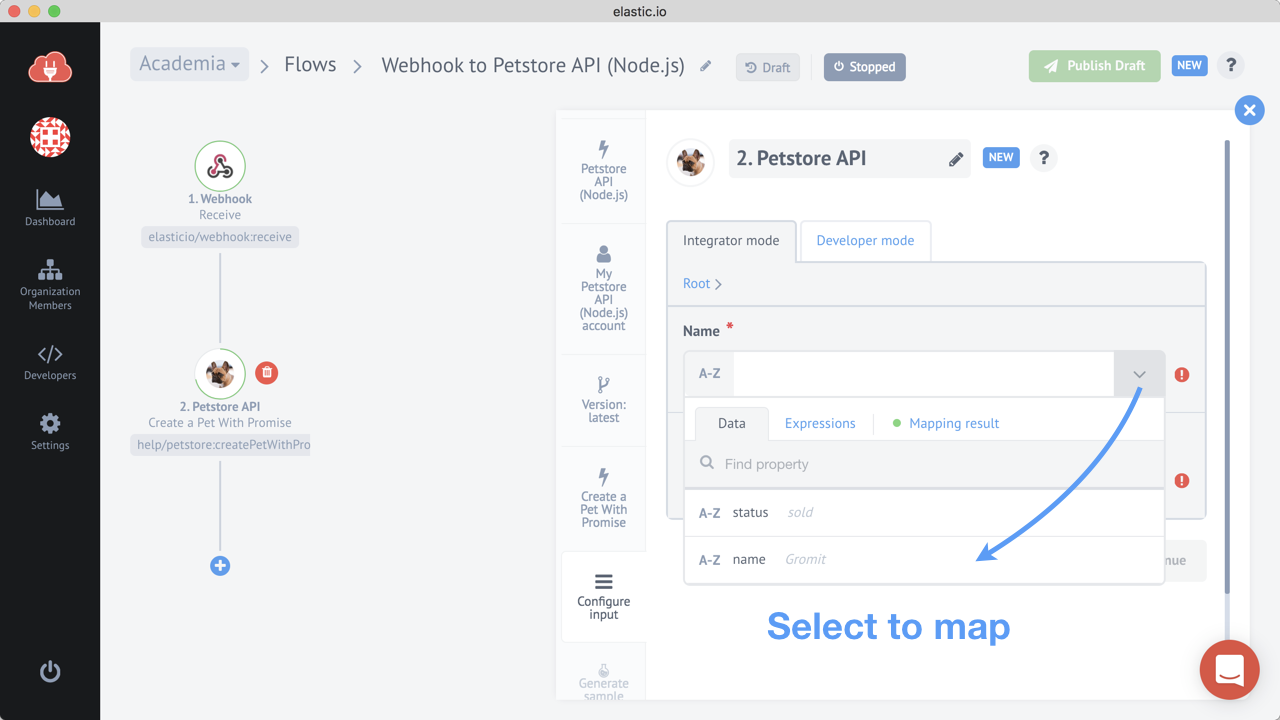 elastic.io
Academia
Flows
Webhook to Petstore API (Node.js)
Draft
Stopped
Publish Draft
NEW
?
Dashboard
Organization
Members
Developers
Settings
1. Webhook
Receive
elasticio/webhook:receive
2. Petstore API
Create a Pet With Promise
help/petstore:createPetWithPro
Petstore
API
(Node.js)
My
Petstore
API
(Node.js)
account
Version:
latest
Create a
Pet With
Promise
Configure
input
Generate
sample
2. Petstore API
NEW
?
Integrator mode
Developer mode
Root
Name *
A-Z
Data
Expressions
Mapping result
Find property
A-Z status sold
A-Z name Gromit
nue
Select to map